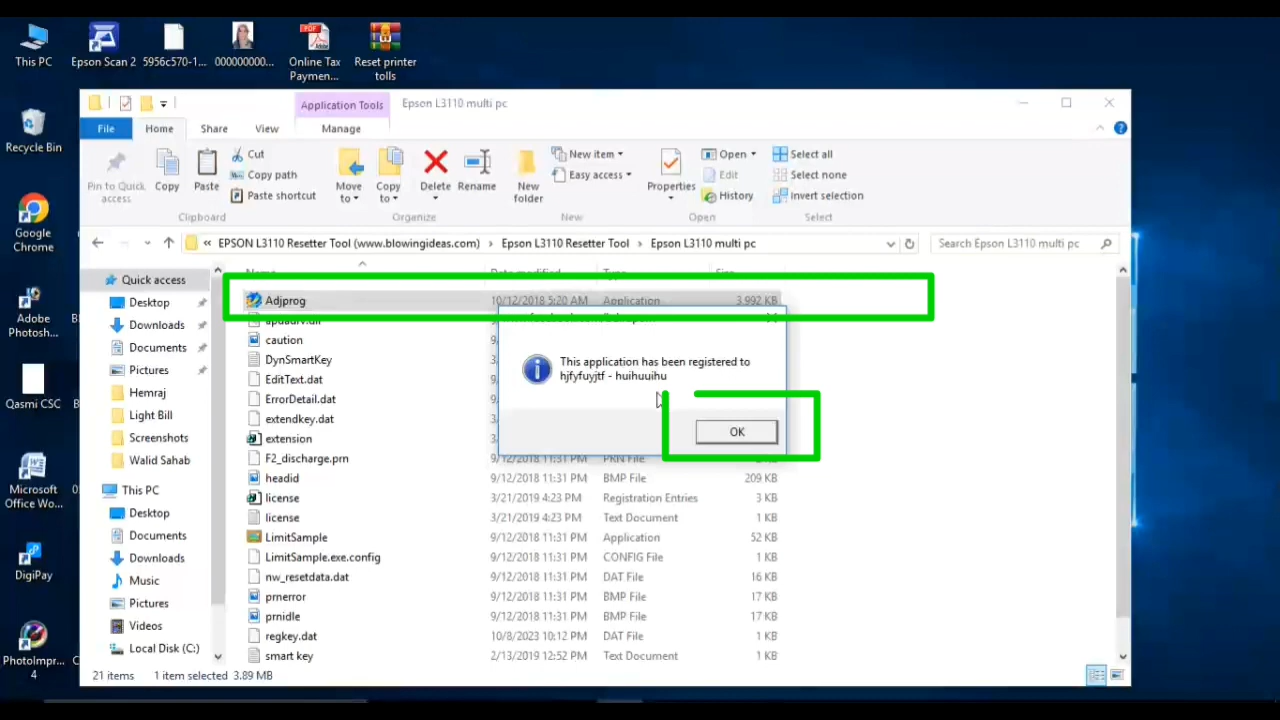 This PC
Epson Scan 2
5956c570-1...
000000000...
Online Tax
Paymen...
Reset printer
tolls
Application Tools
Epson L3110 multi pc
File
Home
Share
View
Manage
Pin to Quick
access
Copy
Paste
Cut
Copy path
Paste shortcut
Move
to
Copy
to
Delete
Rename
New
folder
New item
Easy access
Properties
Open
Edit
History
Select all
Select none
Invert selection
Clipboard
Organize
New
Open
Select
« EPSON L3110 Resetter Tool (www.blowingideas.com) > Epson L3110 Resetter Tool > Epson L3110 multi pc
Search Epson L3110 multi pc
Recycle Bin
Google
Chrome
Adobe
Photosh...
Qasmi CSC
Microsoft
Office Wo...
DigiPay
PhotoImpr...
4
Quick access
Desktop
Downloads
Documents
Pictures
Hemraj
Light Bill
Screenshots
Walid Sahab
This PC
Desktop
Documents
Downloads
Music
Pictures
Videos
Local Disk (C:)
Name Date modified Type Size
Adjprog 10/12/2018 5:20 AM Application 3,992 KB
caution
DynSmartKey
EditText.dat
ErrorDetail.dat
extendkey.dat
extension
F2_discharge.prn 9/12/2018 11:31 PM PRN File
headid 9/12/2018 11:31 PM BMP File 209 KB
license 3/21/2019 4:23 PM Registration Entries 3 KB
license 3/21/2019 4:23 PM Text Document 1 KB
LimitSample 9/12/2018 11:31 PM Application 52 KB
LimitSample.exe.config 9/12/2018 11:31 PM CONFIG File 1 KB
nw_resetdata.dat 9/12/2018 11:31 PM DAT File 16 KB
prnerror 9/12/2018 11:31 PM BMP File 17 KB
prnidle 9/12/2018 11:31 PM BMP File 17 KB
regkey.dat 10/8/2023 10:12 PM DAT File 1 KB
smart key 2/13/2019 12:52 PM Text Document 1 KB
This application has been registered to
hjfyfuyjtf - huihuuihu
OK
21 items 1 item selected 3.89 MB